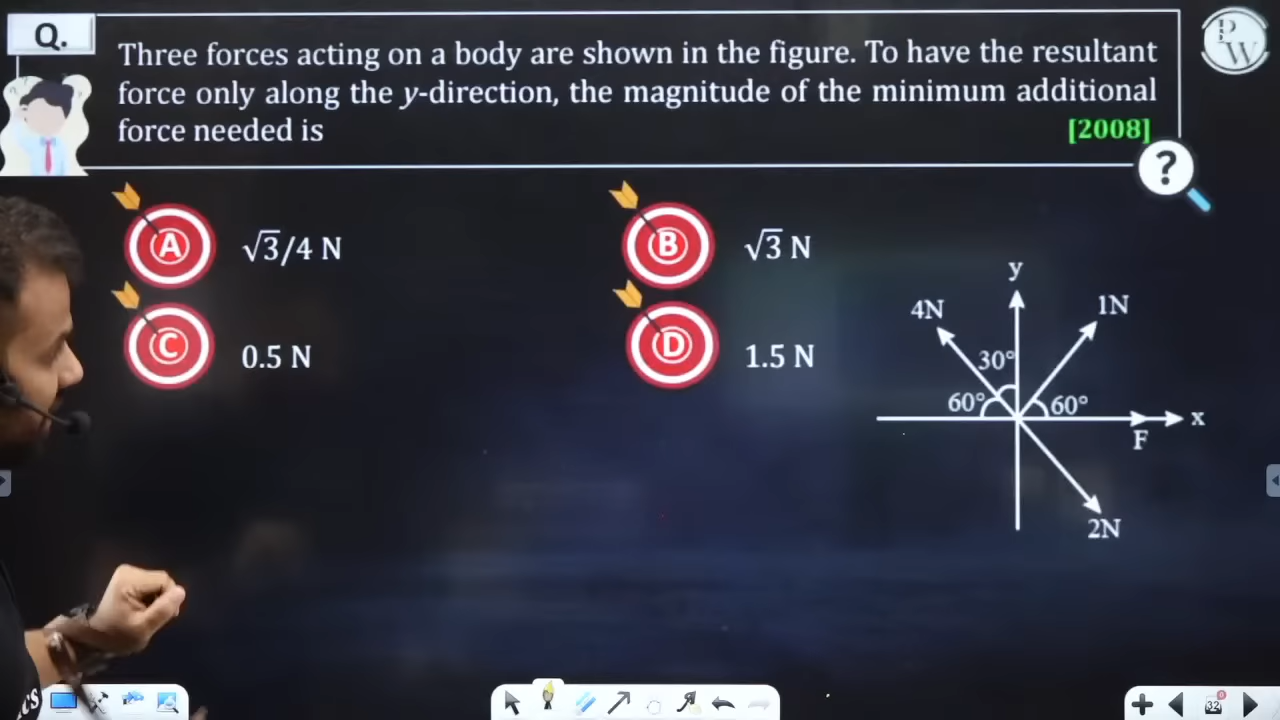 Q.
Three forces acting on a body are shown in the figure. To have the resultant
force only along the y-direction, the magnitude of the minimum additional
force needed is
[2008]
PW
?
A √3/4 N
B √3 N
C 0.5 N
D 1.5 N
y
4N
1N
30°
60°
60°
x
F
2N
32